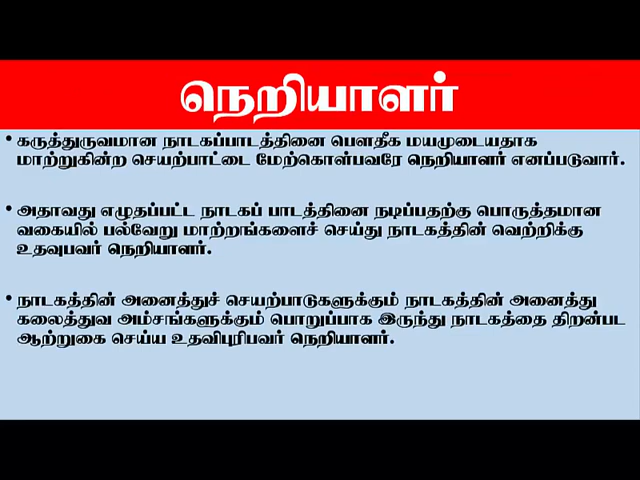 நெறியாளர்
• கருத்துருவமான நாடகப்பாடத்தினை பௌதீக மயமுடையதாக
மாற்றுகின்ற செயற்பாட்டை மேற்கொள்பவரே நெறியாளர் எனப்படுவார்.
• அதாவது எழுதப்பட்ட நாடகப் பாடத்தினை நடிப்பதற்கு பொருத்தமான
வகையில் பல்வேறு மாற்றங்களைச் செய்து நாடகத்தின் வெற்றிக்கு
உதவுபவர் நெறியாளர்.
• நாடகத்தின் அனைத்துச் செயற்பாடுகளுக்கும் நாடகத்தின் அனைத்து
கலைத்துவ அம்சங்களுக்கும் பொறுப்பாக இருந்து நாடகத்தை திறன்பட
ஆற்றுகை செய்ய உதவிபுரிபவர் நெறியாளர்.